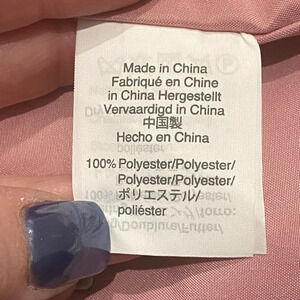 Made in China
Fabriqué en Chine
in China Hergestellt
Vervaardigd in China
中国製
Hecho en China
100% Polyester/Polyester/
Polyester/Polyester/
ポリエステル/
poliéster